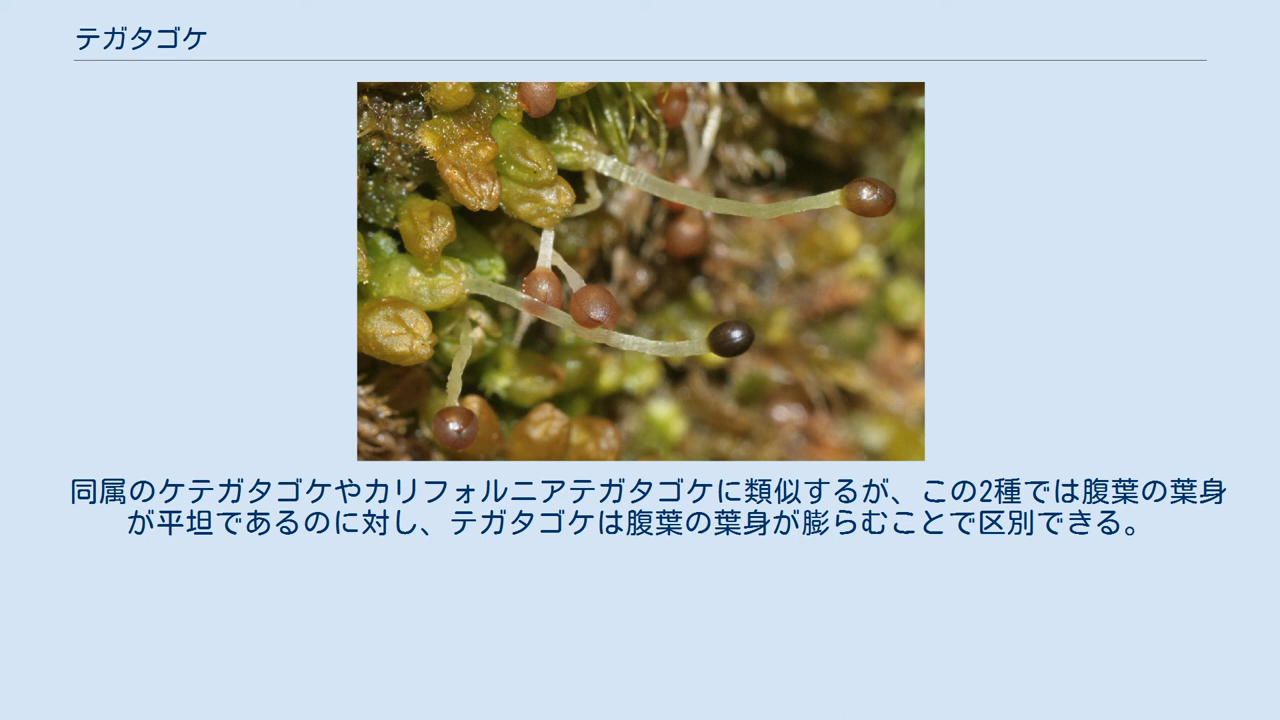 テガタゴケ
同属のケテガタゴケやカリフォルニアテガタゴケに類似するが、この2種では腹葉の葉身
が平坦であるのに対し、テガタゴケは腹葉の葉身が膨らむことで区別できる。